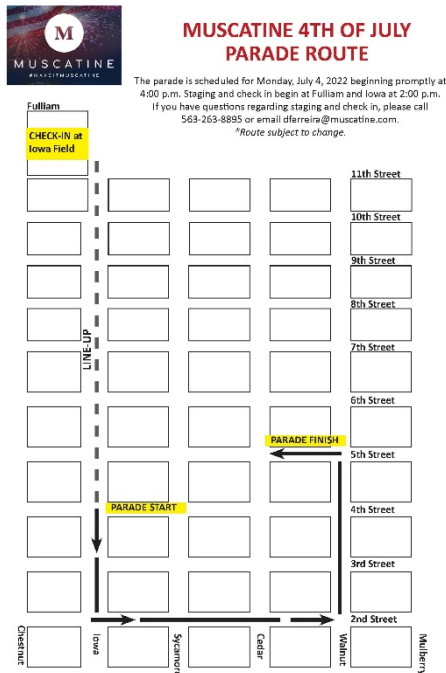 M
MUSCATINE
#MAKEITMUSCATINE
MUSCATINE 4TH OF JULY
PARADE ROUTE
The parade is scheduled for Monday, July 4, 2022 beginning promptly at
4:00 p.m. Staging and check in begin at Fulliam and Iowa at 2:00 p.m.
If you have questions regarding staging and check in, please call
563-263-8895 or email dferreira@muscatine.com.
*Route subject to change.
Fulliam
CHECK-IN at
Iowa Field
11th Street
10th Street
9th Street
8th Street
7th Street
LINE-UP
6th Street
PARADE FINISH
5th Street
PARADE START
4th Street
3rd Street
2nd Street
Chestnut
Iowa
Sycamore
Cedar
Walnut
Mulberry